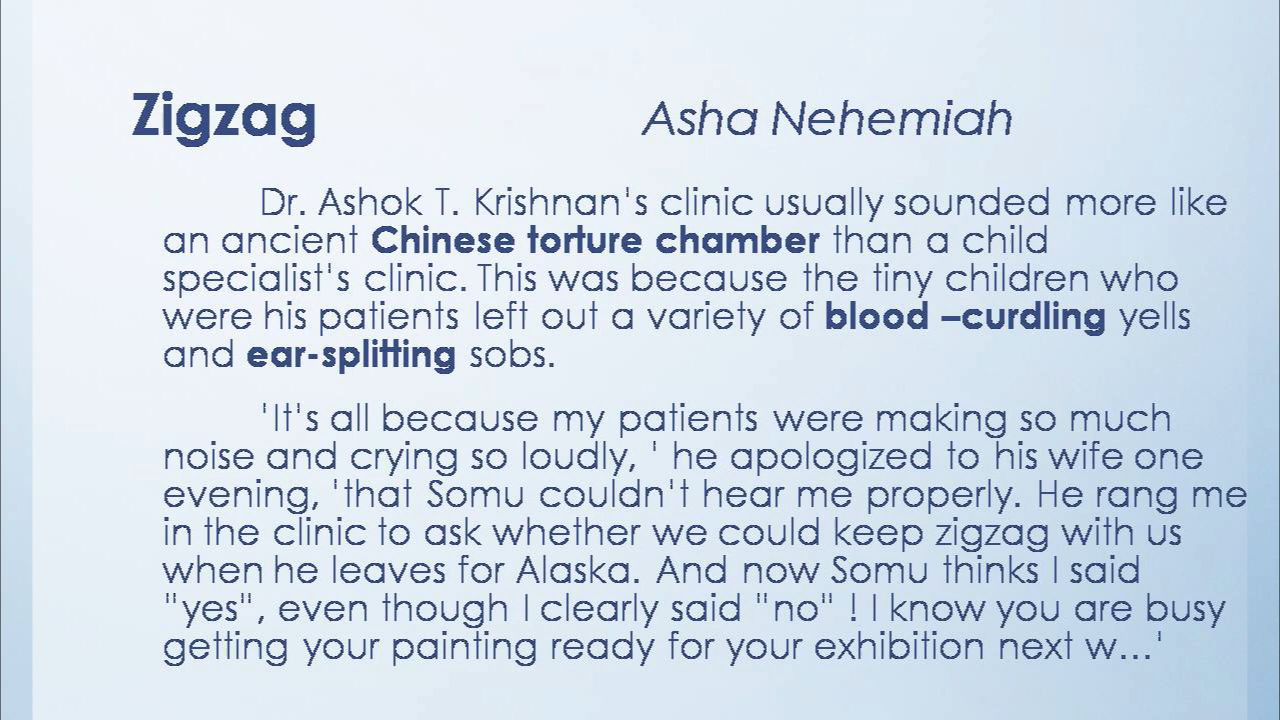 Zigzag Asha Nehemiah
Dr. Ashok T. Krishnan's clinic usually sounded more like
an ancient Chinese torture chamber than a child
specialist's clinic. This was because the tiny children who
were his patients left out a variety of blood –curdling yells
and ear-splitting sobs.
'It's all because my patients were making so much
noise and crying so loudly, ' he apologized to his wife one
evening, 'that Somu couldn't hear me properly. He rang me
in the clinic to ask whether we could keep zigzag with us
when he leaves for Alaska. And now Somu thinks I said
"yes", even though I clearly said "no" ! I know you are busy
getting your painting ready for your exhibition next w...'